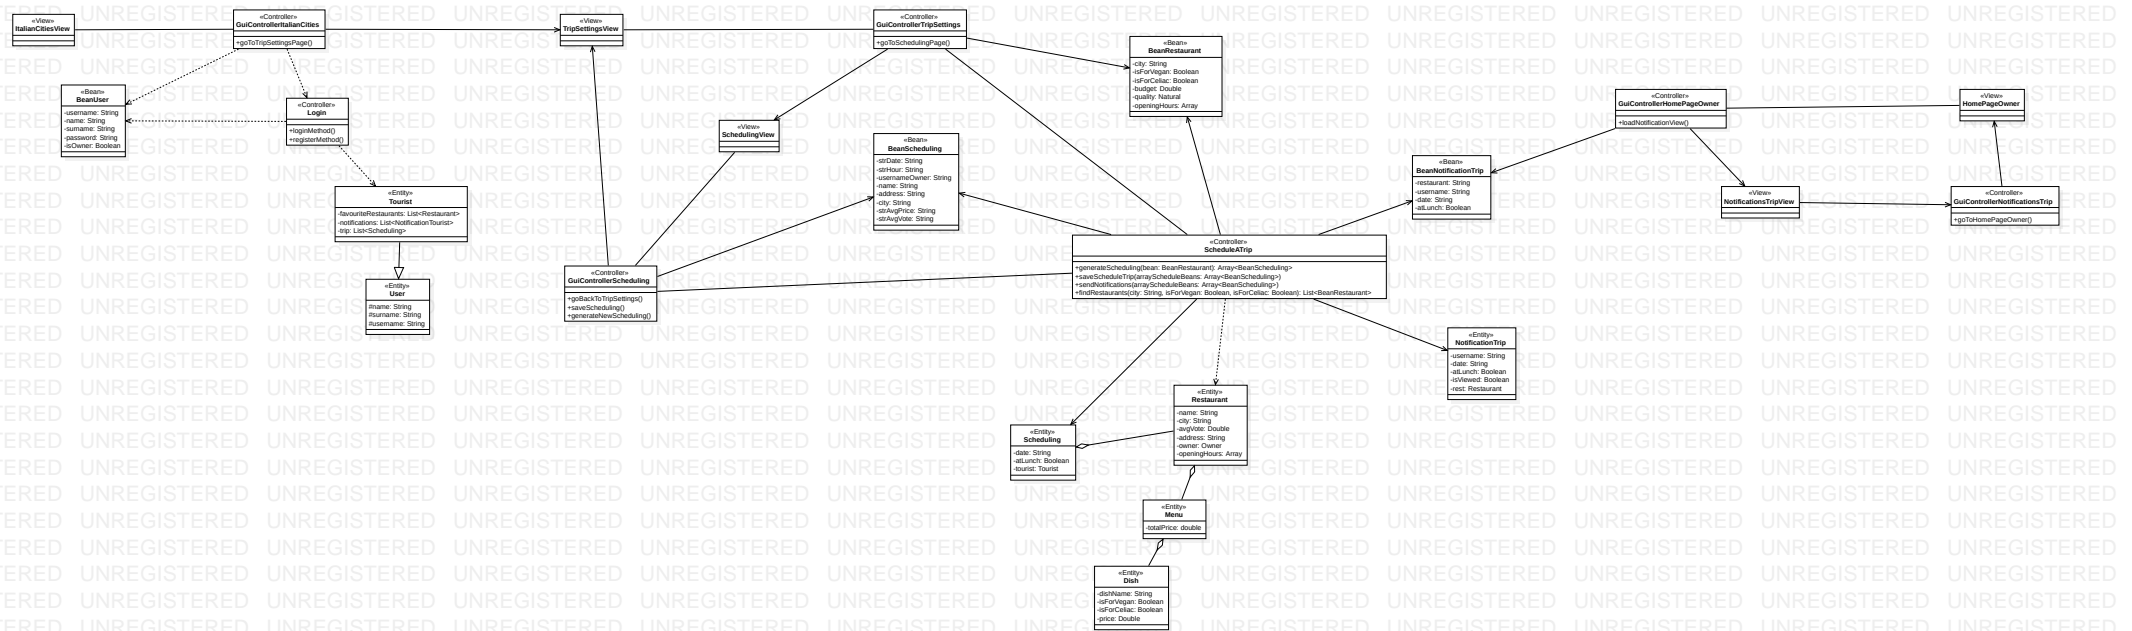 «View»
ItalianCitiesView
«Controller»
GuiControllerItalianCities
+goToTripSettingsPage()
«View»
TripSettingsView
«Controller»
GuiControllerTripSettings
+goToSchedulingPage()
«Bean»
BeanRestaurant
-city: String
-isForVegan: Boolean
-isForCeliac: Boolean
-budget: Double
-quality: Natural
-openingHours: Array
«Bean»
BeanUser
-username: String
-name: String
-surname: String
-password: String
-isOwner: Boolean
«Controller»
Login
+loginMethod()
+registerMethod()
«View»
SchedulingView
«Bean»
BeanScheduling
-strDate: String
-strHour: String
-usernameOwner: String
-name: String
-address: String
-city: String
-strAvgPrice: String
-strAvgVote: String
«Controller»
GuiControllerHomePageOwner
+loadNotificationView()
«View»
HomePageOwner
«Bean»
BeanNotificationTrip
-restaurant: String
-username: String
-date: String
-atLunch: Boolean
«View»
NotificationsTripView
«Controller»
GuiControllerNotificationsTrip
+goToHomePageOwner()
«Entity»
Tourist
-favouriteRestaurants: List<Restaurant>
-notifications: List<NotificationTourist>
-trip: List<Scheduling>
«Entity»
User
#name: String
#surname: String
#username: String
«Controller»
GuiControllerScheduling
+goBackToTripSettings()
+saveScheduling()
+generateNewScheduling()
«Controller»
ScheduleATrip
+generateScheduling(bean: BeanRestaurant): Array<BeanScheduling>
+saveScheduleTrip(arrayScheduleBeans: Array<BeanScheduling>)
+sendNotifications(arrayScheduleBeans: Array<BeanScheduling>)
+findRestaurants(city: String, isForVegan: Boolean, isForCeliac: Boolean): List<BeanRestaurant>
«Entity»
NotificationTrip
-username: String
-date: String
-atLunch: Boolean
-isViewed: Boolean
-rest: Restaurant
«Entity»
Restaurant
-name: String
-city: String
-avgVote: Double
-address: String
-owner: Owner
-openingHours: Array
«Entity»
Scheduling
-date: String
-atLunch: Boolean
-tourist: Tourist
«Entity»
Menu
-totalPrice: double
«Entity»
Dish
-dishName: String
-isForVegan: Boolean
-isForCeliac: Boolean
-price: Double